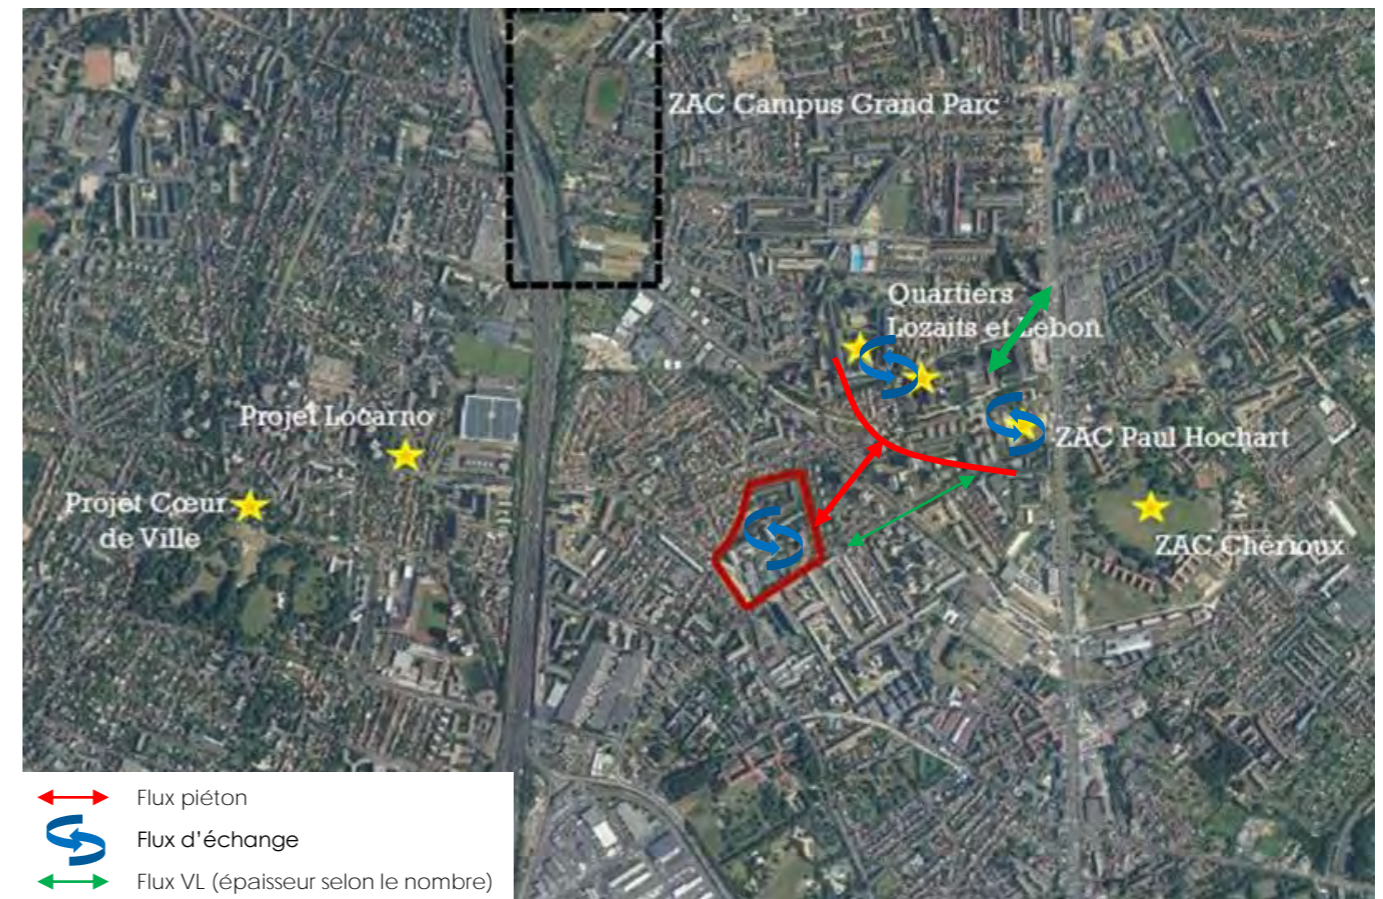 ZAC Campus Grand Parc
Quartiers
Lozaits et Lebon
Projet Locarno
ZAC Paul Hochart
Projet Cœur
de Ville
ZAC Chérioux
Flux piéton
Flux d'échange
Flux VL (épaisseur selon le nombre)